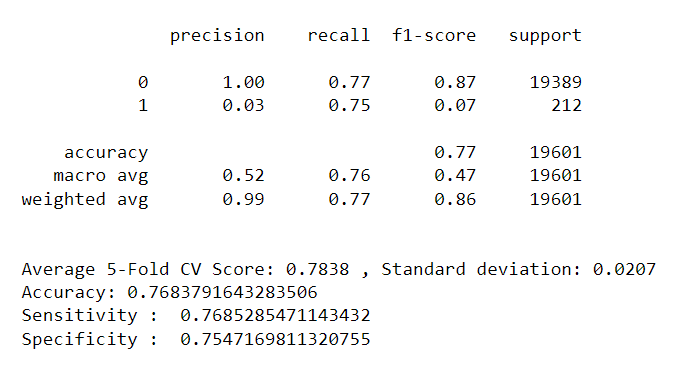 precision recall f1-score support
0 1.00 0.77 0.87 19389
1 0.03 0.75 0.07 212
accuracy 0.77 19601
macro avg 0.52 0.76 0.47 19601
weighted avg 0.99 0.77 0.86 19601
Average 5-Fold CV Score: 0.7838 , Standard deviation: 0.0207
Accuracy: 0.7683791643283506
Sensitivity :  0.7685285471143432
Specificity :  0.7547169811320755